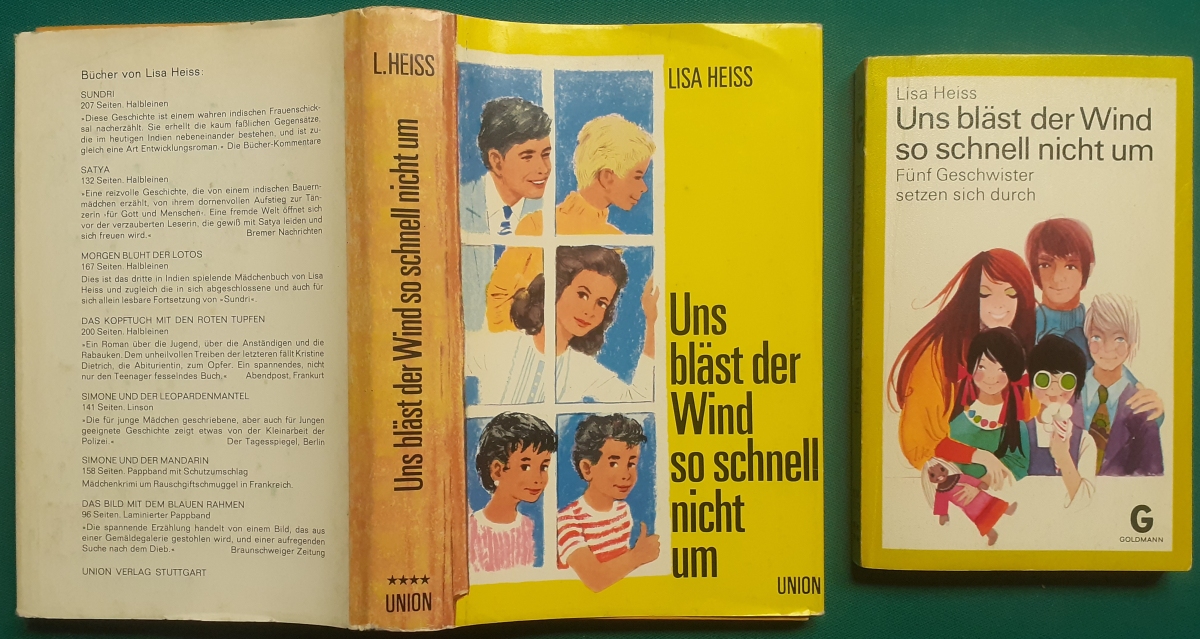 Bücher von Lisa Heiss:
SUNDRI
207 Seiten. Halbleinen
»Diese Geschichte ist einem wahren indischen Frauenschick-
sal nacherzählt. Sie erhellt die kaum faßlichen Gegensätze,
die im heutigen Indien nebeneinander bestehen, und ist zu-
gleich eine Art Entwicklungsroman.« Die Bücher-Kommentare
SATYA
132 Seiten. Halbleinen
»Eine reizvolle Geschichte, die von einem indischen Bauern-
mädchen erzählt, von ihrem dornenvollen Aufstieg zur Tän-
zerin ›für Gott und Menschen‹. Eine fremde Welt öffnet sich
vor der verzauberten Leserin, die gewiß mit Satya leiden und
sich freuen wird.« Bremer Nachrichten
MORGEN BLÜHT DER LOTOS
167 Seiten. Halbleinen
Dies ist das dritte in Indien spielende Mädchenbuch von Lisa
Heiss und zugleich die in sich abgeschlossene und auch für
sich allein lesbare Fortsetzung von »Sundri«.
DAS KOPFTUCH MIT DEN ROTEN TUPFEN
200 Seiten. Halbleinen
»Ein Roman über die Jugend, über die Anständigen und die
Rabauken. Dem unheilvollen Treiben der letzteren fällt Kristine
Dietrich, die Abiturientin, zum Opfer. Ein spannendes, nicht
nur den Teenager fesselndes Buch.« Abendpost, Frankurt
SIMONE UND DER LEOPARDENMANTEL
141 Seiten. Linson
»Die für junge Mädchen geschriebene, aber auch für Jungen
geeignete Geschichte zeigt etwas von der Kleinarbeit der
Polizei.« Der Tagesspiegel, Berlin
SIMONE UND DER MANDARIN
158 Seiten. Pappband mit Schutzumschlag
Mädchenkrimi um Rauschgiftschmuggel in Frankreich.
DAS BILD MIT DEM BLAUEN RAHMEN
96 Seiten. Laminierter Pappband
»Die spannende Erzählung handelt von einem Bild, das aus
einer Gemäldegalerie gestohlen wird, und einer aufregenden
Suche nach dem Dieb.« Braunschweiger Zeitung
UNION VERLAG STUTTGART
L. HEISS
Uns bläst der Wind so schnell nicht um
★★★★
UNION
LISA HEISS
Uns
bläst der
Wind
so schnell
nicht
um
UNION
Lisa Heiss
Uns bläst der Wind
so schnell nicht um
Fünf Geschwister
setzen sich durch
G
GOLDMANN